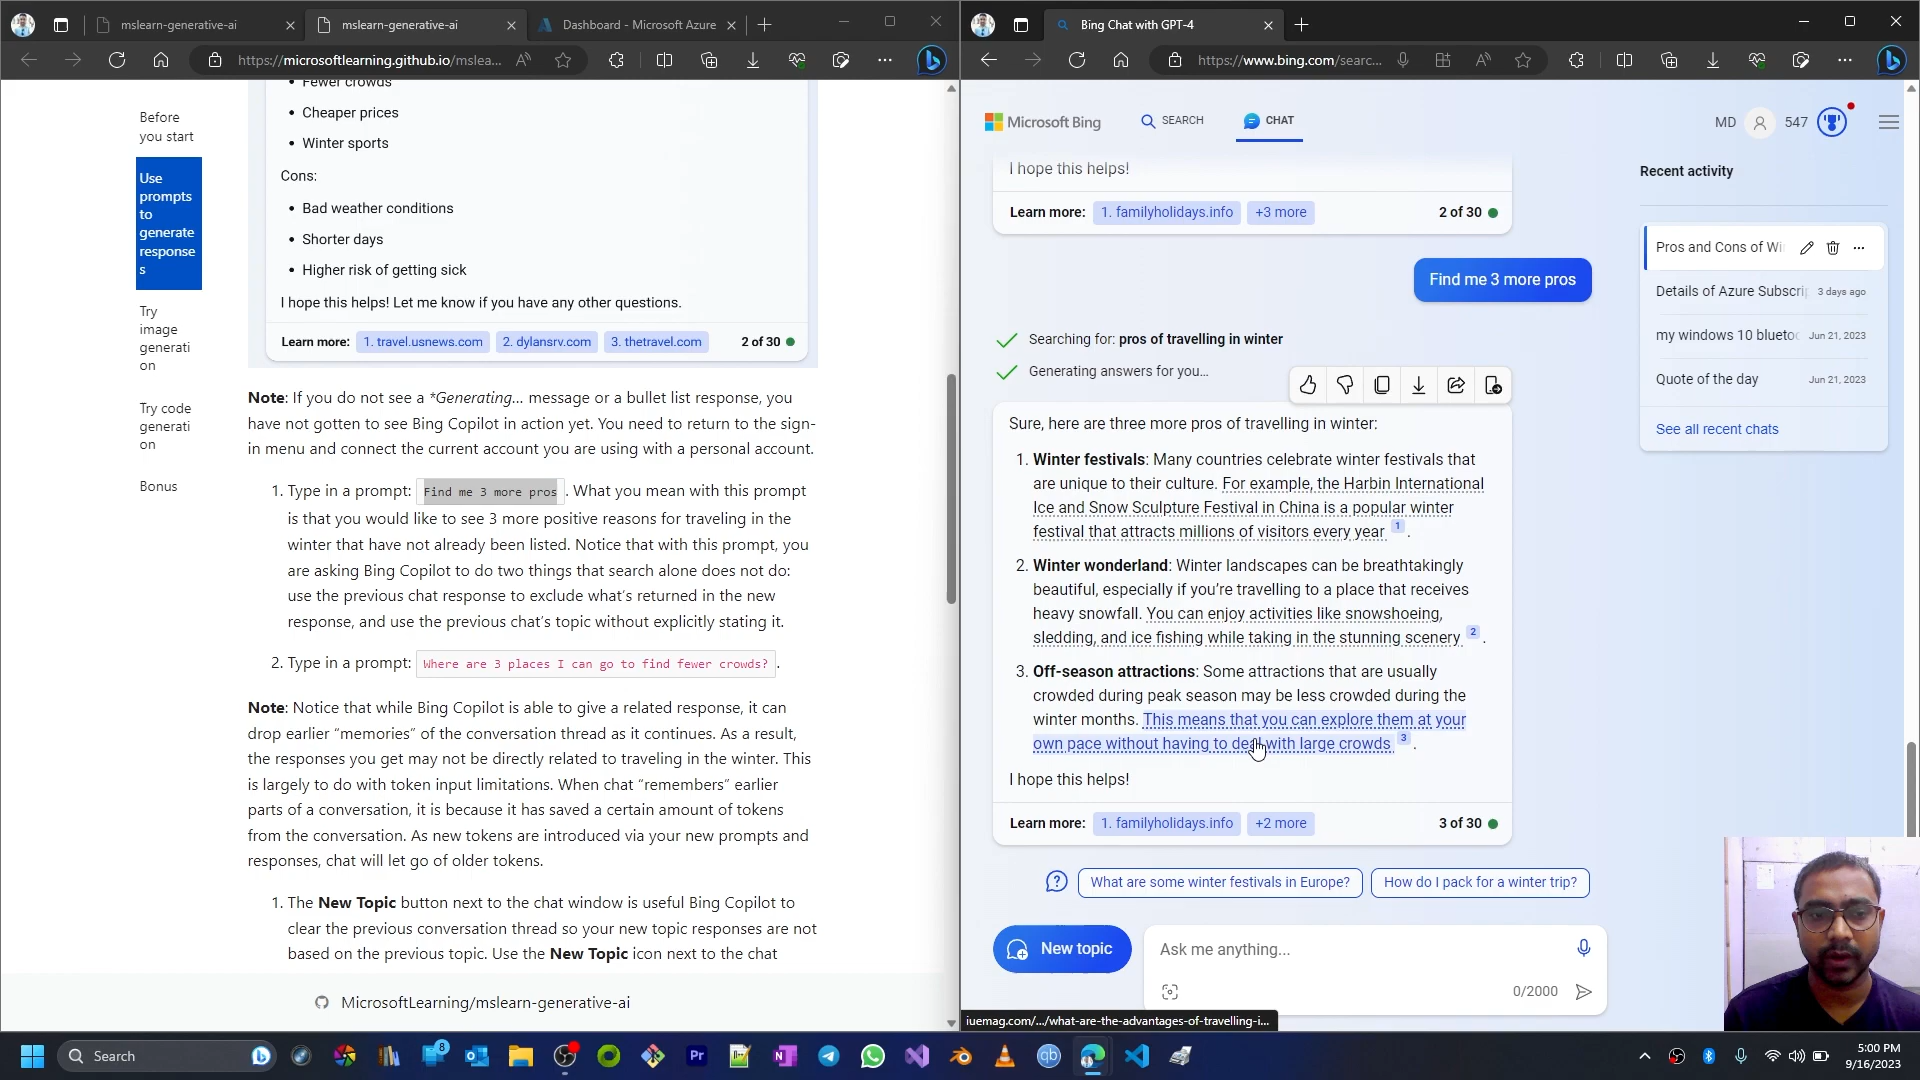 mslearn-generative-ai
mslearn-generative-ai
Dashboard - Microsoft Azure
https://microsoftlearning.github.io/mslea...
Before
you start
Use
prompts
to
generate
response
s
Try
image
generati
on
Try code
generati
on
Bonus
Fewer crowds
Cheaper prices
Winter sports
Cons:
Bad weather conditions
Shorter days
Higher risk of getting sick
I hope this helps! Let me know if you have any other questions.
Learn more: 1. travel.usnews.com 2. dylansrv.com 3. thetravel.com 2 of 30
Note: If you do not see a *Generating... message or a bullet list response, you
have not gotten to see Bing Copilot in action yet. You need to return to the sign-
in menu and connect the current account you are using with a personal account.
1. Type in a prompt: Find me 3 more pros . What you mean with this prompt
is that you would like to see 3 more positive reasons for traveling in the
winter that have not already been listed. Notice that with this prompt, you
are asking Bing Copilot to do two things that search alone does not do:
use the previous chat response to exclude what's returned in the new
response, and use the previous chat's topic without explicitly stating it.
2. Type in a prompt: Where are 3 places I can go to find fewer crowds? .
Note: Notice that while Bing Copilot is able to give a related response, it can
drop earlier “memories” of the conversation thread as it continues. As a result,
the responses you get may not be directly related to traveling in the winter. This
is largely to do with token input limitations. When chat “remembers” earlier
parts of a conversation, it is because it has saved a certain amount of tokens
from the conversation. As new tokens are introduced via your new prompts and
responses, chat will let go of older tokens.
1. The New Topic button next to the chat window is useful Bing Copilot to
clear the previous conversation thread so your new topic responses are not
based on the previous topic. Use the New Topic icon next to the chat
MicrosoftLearning/mslearn-generative-ai
Bing Chat with GPT-4
https://www.bing.com/searc...
Microsoft Bing SEARCH CHAT MD 547
I hope this helps!
Learn more: 1. familyholidays.info +3 more 2 of 30
Find me 3 more pros
Searching for: pros of travelling in winter
Generating answers for you...
Sure, here are three more pros of travelling in winter:
1. Winter festivals: Many countries celebrate winter festivals that
are unique to their culture. For example, the Harbin International
Ice and Snow Sculpture Festival in China is a popular winter
festival that attracts millions of visitors every year 1 .
2. Winter wonderland: Winter landscapes can be breathtakingly
beautiful, especially if you're travelling to a place that receives
heavy snowfall. You can enjoy activities like snowshoeing,
sledding, and ice fishing while taking in the stunning scenery 2 .
3. Off-season attractions: Some attractions that are usually
crowded during peak season may be less crowded during the
winter months. This means that you can explore them at your
own pace without having to deal with large crowds 3 .
I hope this helps!
Learn more: 1. familyholidays.info +2 more 3 of 30
What are some winter festivals in Europe? How do I pack for a winter trip?
New topic
Ask me anything...
0/2000
iuemag.com/.../what-are-the-advantages-of-travelling-i...
Recent activity
Pros and Cons of Wi
Details of Azure Subscrip 3 days ago
my windows 10 blueto Jun 21, 2023
Quote of the day Jun 21, 2023
See all recent chats
Search
8
Pr
N
qb
5:00 PM
9/16/2023